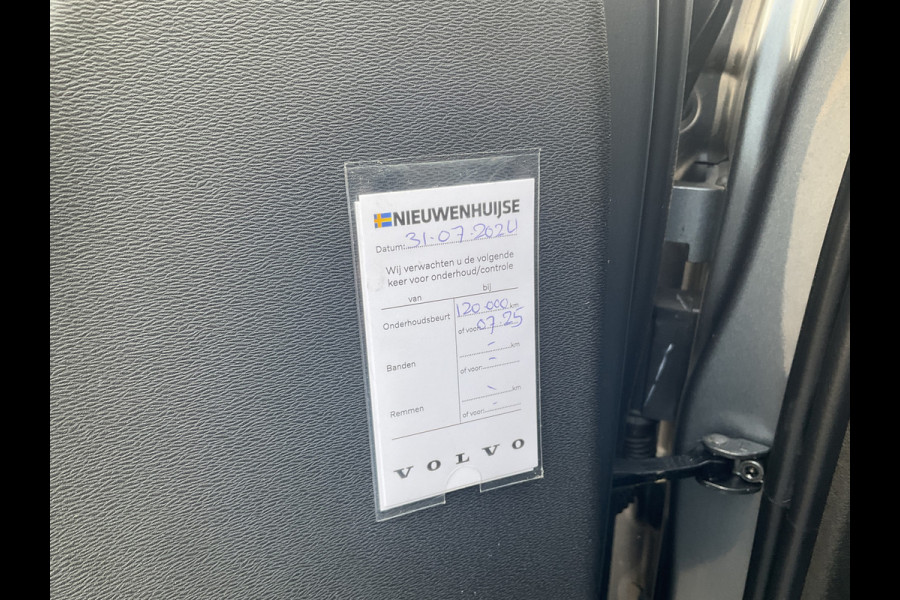 NIEUWENHUIJSE
Datum: 31-07-2024
Wij verwachten u de volgende
keer voor onderhoud/controle
van bij
Onderhoudsbeurt 120.000 km
of voor: 07-25
- km
Banden -
of voor:
- km
Remmen -
of voor:
VOLVO